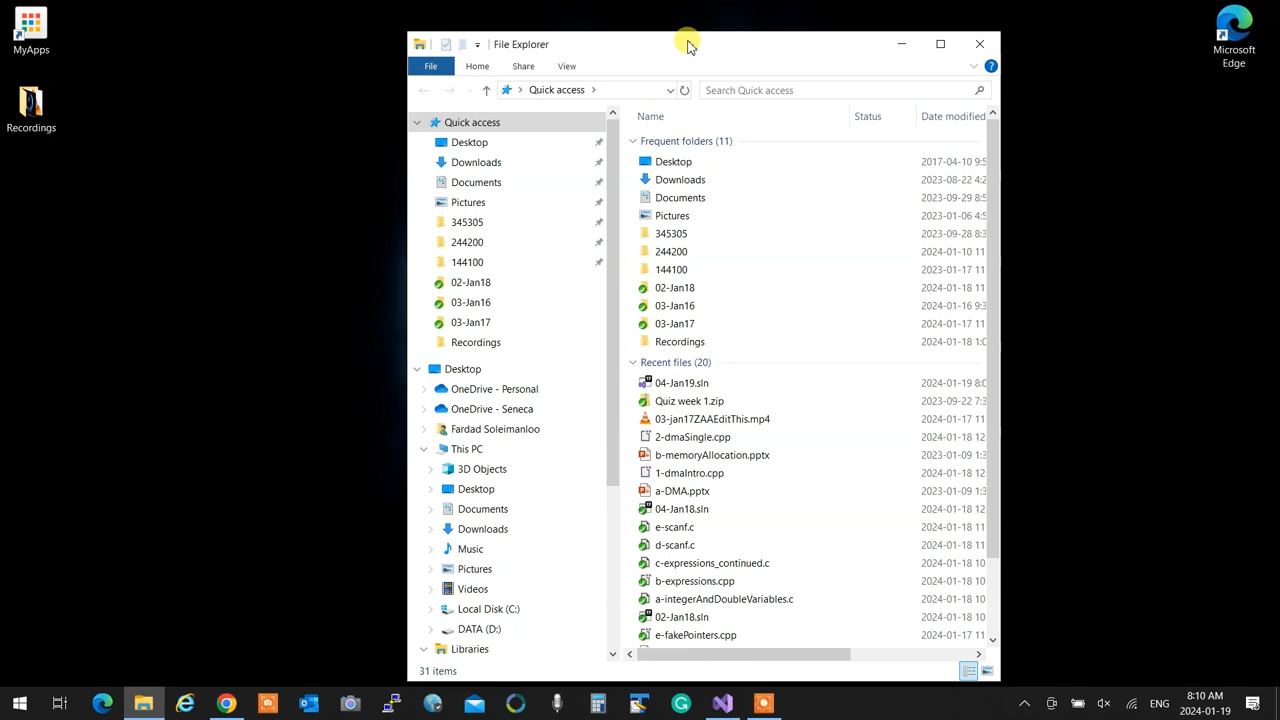 MyApps
Recordings
Microsoft
Edge
File Explorer
File
Home
Share
View
Quick access
Search Quick access
Quick access
Desktop
Downloads
Documents
Pictures
345305
244200
144100
02-Jan18
03-Jan16
03-Jan17
Recordings
Desktop
OneDrive - Personal
OneDrive - Seneca
Fardad Soleimanloo
This PC
3D Objects
Desktop
Documents
Downloads
Music
Pictures
Videos
Local Disk (C:)
DATA (D:)
Libraries
Name Status Date modified
Frequent folders (11)
Desktop 2017-04-10 9:5
Downloads 2023-08-22 4:2
Documents 2023-09-29 8:5
Pictures 2023-01-06 4:5
345305 2023-09-28 8:3
244200 2024-01-10 11
144100 2023-01-17 11
02-Jan18 2024-01-18 11
03-Jan16 2024-01-16 9:3
03-Jan17 2024-01-17 11
Recordings 2024-01-18 1:0
Recent files (20)
04-Jan19.sln 2024-01-19 8:0
Quiz week 1.zip 2023-09-22 7:3
03-jan17ZAAEditThis.mp4 2024-01-17 11
2-dmaSingle.cpp 2024-01-18 12
b-memoryAllocation.pptx 2023-01-09 1:3
1-dmaIntro.cpp 2024-01-18 12
a-DMA.pptx 2023-01-09 1:3
04-Jan18.sln 2024-01-18 11
e-scanf.c 2024-01-18 11
d-scanf.c 2024-01-18 11
c-expressions_continued.c 2024-01-18 10
b-expressions.cpp 2024-01-18 10
a-integerAndDoubleVariables.c 2024-01-18 10
02-Jan18.sln 2024-01-18 10
e-fakePointers.cpp 2024-01-17 11
31 items
ENG
8:10 AM
2024-01-19